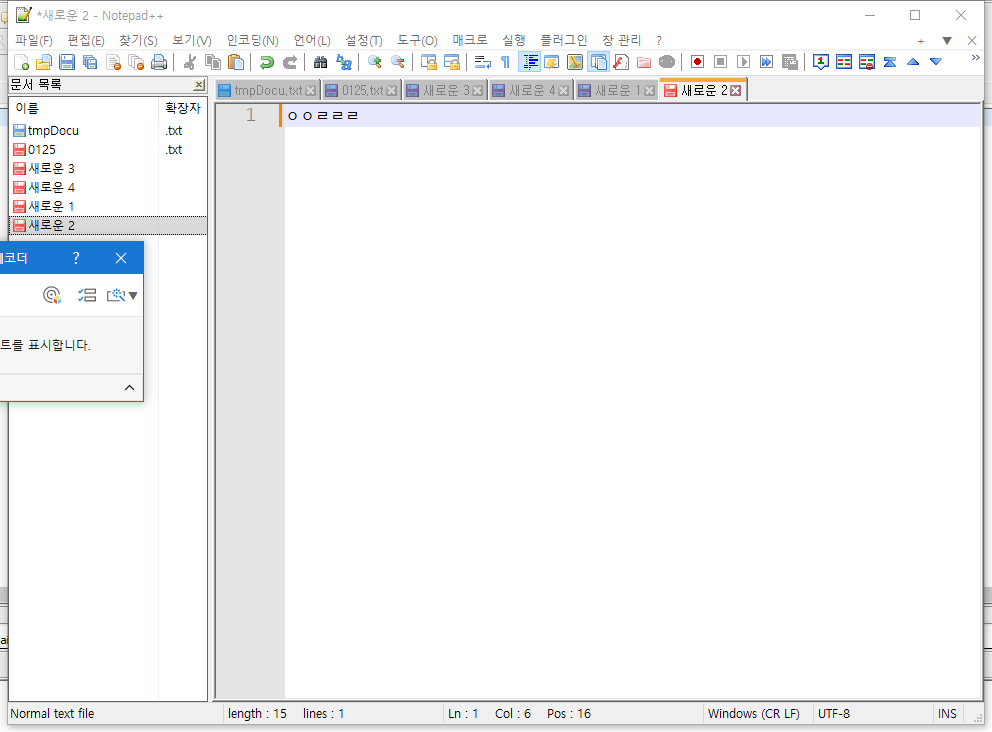 *새로운 2 - Notepad++
파일(F) 편집(E) 찾기(S) 보기(V) 인코딩(N) 언어(L) 설정(T) 도구(O) 매크로 실행 플러그인 창 관리 ? + ▼ X
문서 목록
tmpDocu.txt 0125.txt 새로운 3 새로운 4 새로운 1 새로운 2
이름 확장자
1 ㅇㅇㄹㄹㄹ
tmpDocu .txt
0125 .txt
새로운 3
새로운 4
새로운 1
새로운 2
코더 ?
트를 표시합니다.
Normal text file length : 15 lines : 1 Ln : 1 Col : 6 Pos : 16 Windows (CR LF) UTF-8 INS